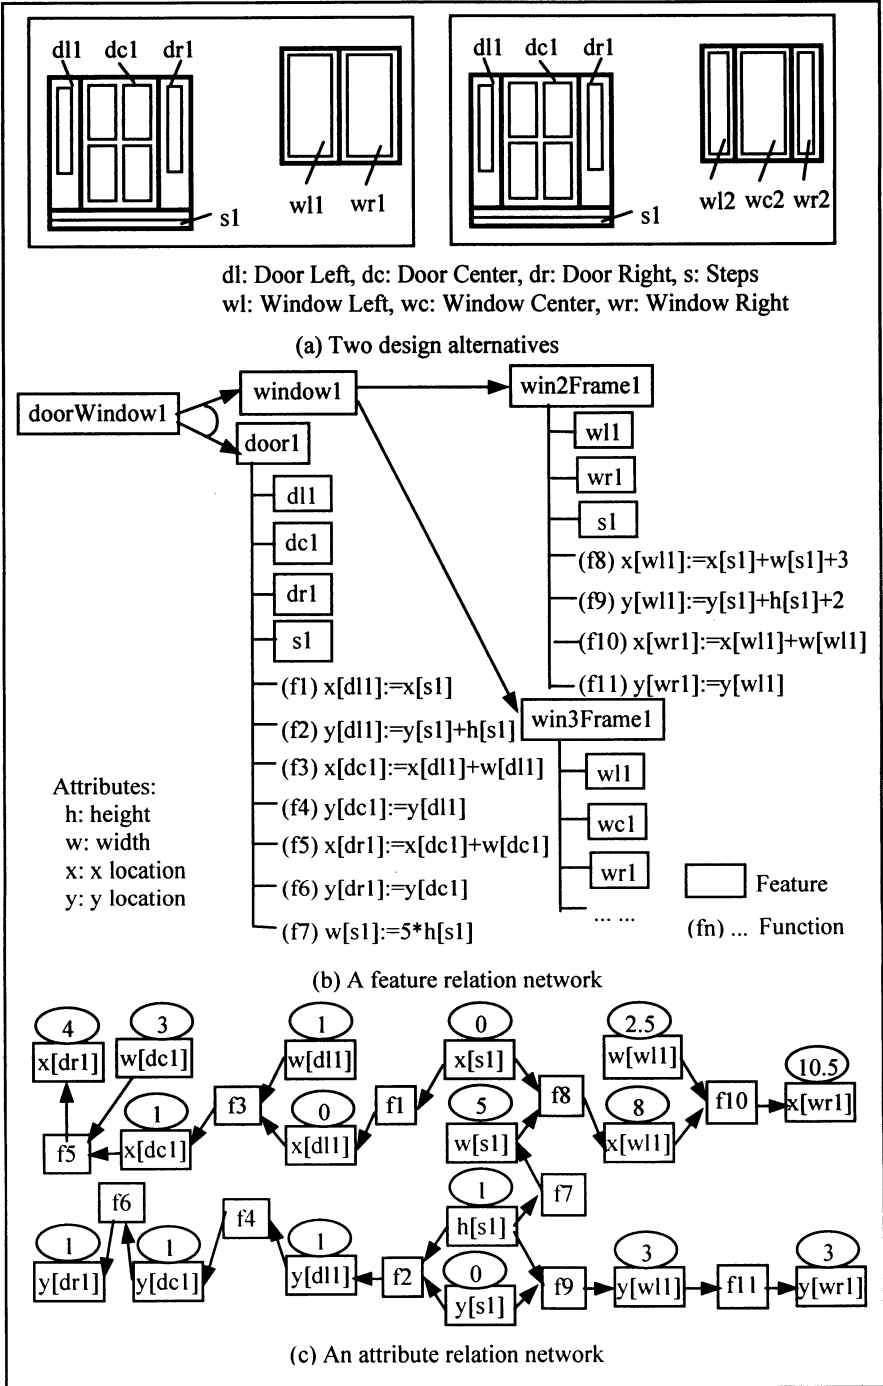 dl1 dc1 dr1
wl1 wr1
s1
dl1 dc1 dr1
wl2 wc2 wr2
s1
dl: Door Left, dc: Door Center, dr: Door Right, s: Steps
wl: Window Left, wc: Window Center, wr: Window Right
(a) Two design alternatives
doorWindow1
window1
door1
dl1
dc1
dr1
s1
(f1) x[dl1]:=x[s1]
(f2) y[dl1]:=y[s1]+h[s1]
(f3) x[dc1]:=x[dl1]+w[dl1]
(f4) y[dc1]:=y[dl1]
(f5) x[dr1]:=x[dc1]+w[dc1]
(f6) y[dr1]:=y[dc1]
(f7) w[s1]:=5*h[s1]
win2Frame1
wl1
wr1
s1
(f8) x[wl1]:=x[s1]+w[s1]+3
(f9) y[wl1]:=y[s1]+h[s1]+2
(f10) x[wr1]:=x[wl1]+w[wl1]
(f11) y[wr1]:=y[wl1]
win3Frame1
wl1
wc1
wr1
... ...
Attributes:
h: height
w: width
x: x location
y: y location
Feature
(fn) ... Function
(b) A feature relation network
4 3 1 0 2.5
x[dr1] w[dc1] w[dl1] x[s1] w[wl1] 10.5
f3 f1 f8 f10 x[wr1]
1 0 5 8
f5 x[dc1] x[dl1] w[s1] x[wl1]
f6 f4 1 f7
h[s1]
1 1 1 0 3 3
y[dr1] y[dc1] y[dl1] f2 y[s1] f9 y[wl1] f11 y[wr1]
(c) An attribute relation network